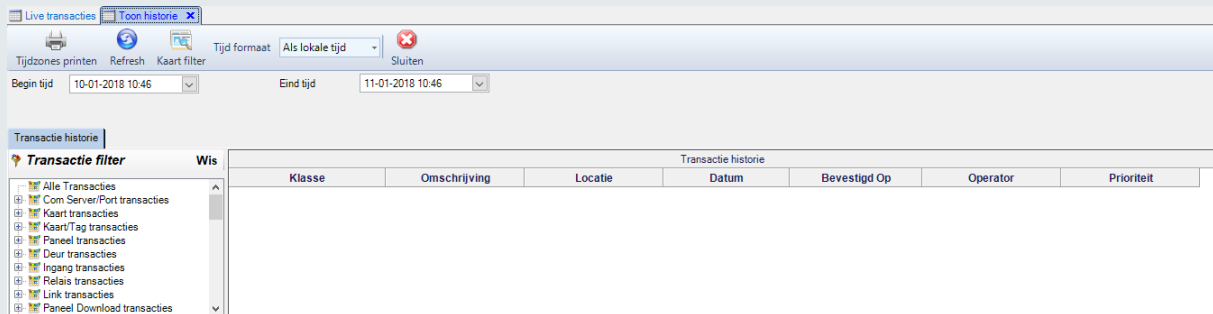 Live transacties Toon historie X
Tijdzones printen Refresh Kaart filter Tijd formaat Als lokale tijd Sluiten
Begin tijd 10-01-2018 10:46 Eind tijd 11-01-2018 10:46
Transactie historie
Transactie filter Wis
Transactie historie
Klasse Omschrijving Locatie Datum Bevestigd Op Operator Prioriteit
Alle Transacties
Com Server/Port transacties
Kaart transacties
Kaart/Tag transacties
Paneel transacties
Deur transacties
Ingang transacties
Relais transacties
Link transacties
Paneel Download transacties